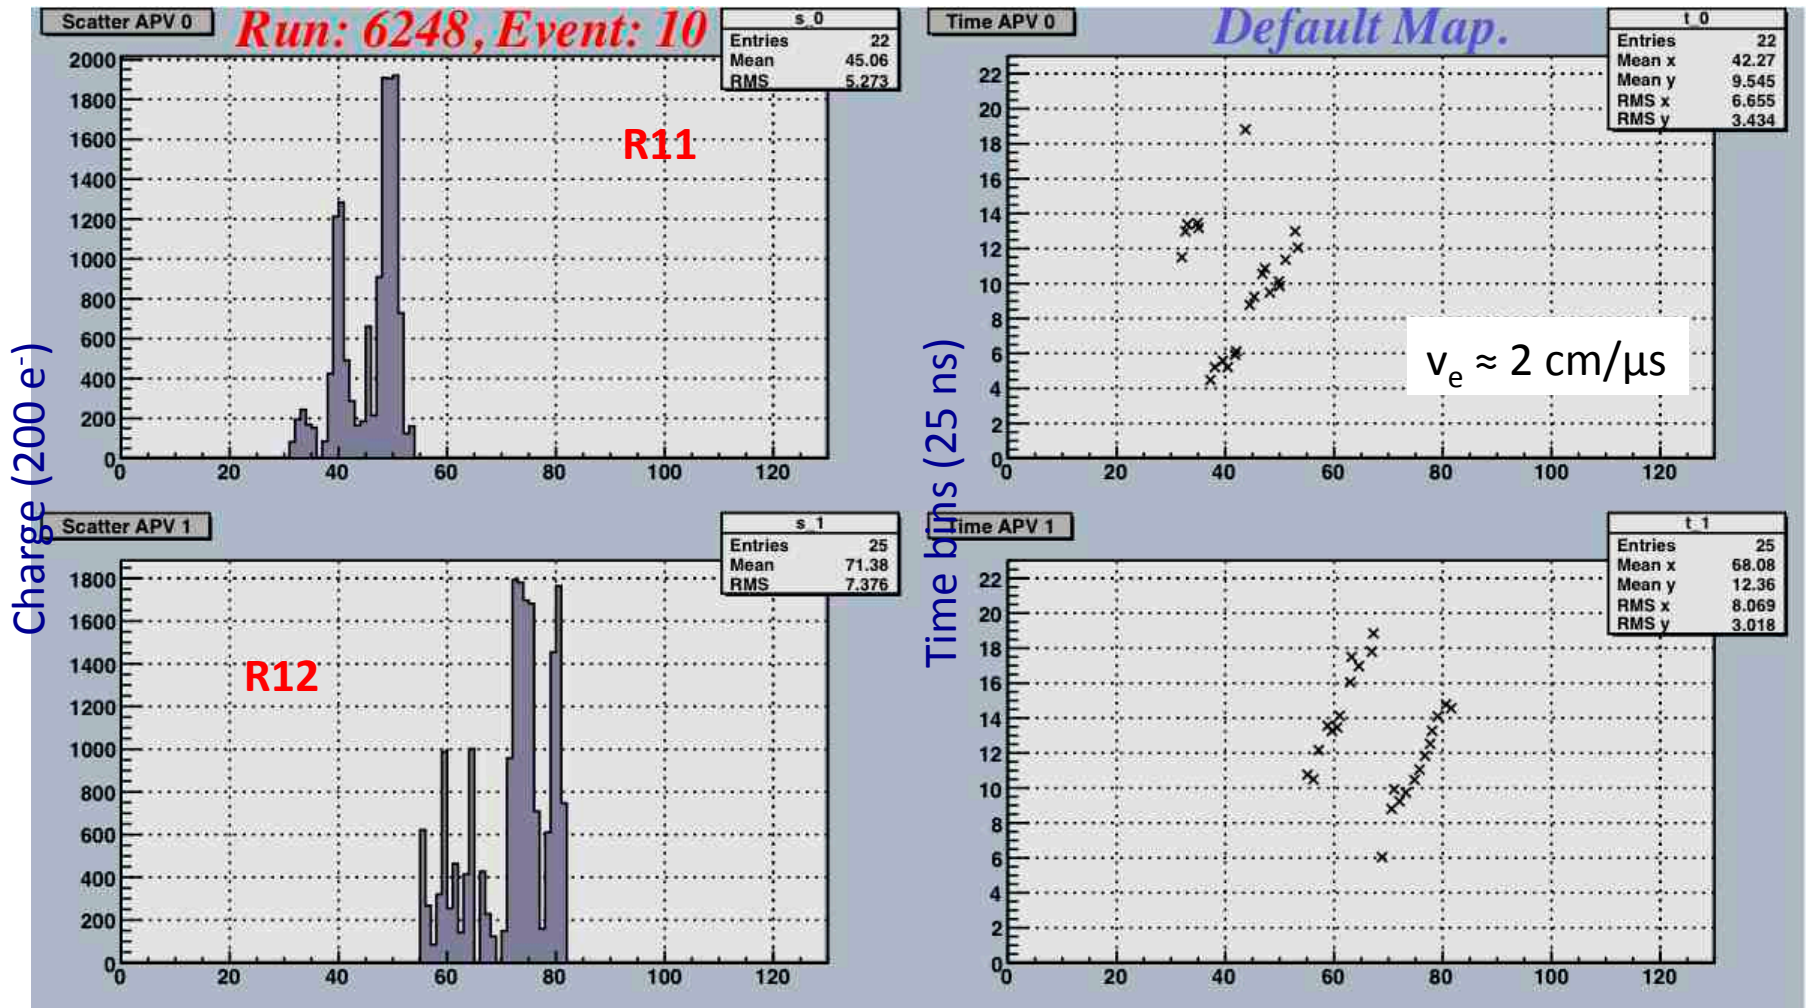 Scatter APV 0
Run: 6248, Event: 10
s_0
Entries 22
Mean 45.06
RMS 5.273
2000
1800
1600
1400
1200
1000
800
600
400
200
0
0 20 40 60 80 100 120
R11
Time APV 0
Default Map.
t_0
Entries 22
Mean x 42.27
Mean y 9.545
RMS x 6.655
RMS y 3.434
22
20
18
16
14
12
10
8
6
4
2
0
0 20 40 60 80 100 120
vₑ ≈ 2 cm/µs
Charge (200 e⁻)
Time bins (25 ns)
Scatter APV 1
s_1
Entries 25
Mean 71.38
RMS 7.376
1800
1600
1400
1200
1000
800
600
400
200
0
0 20 40 60 80 100 120
R12
Time APV 1
t_1
Entries 25
Mean x 68.08
Mean y 12.36
RMS x 8.069
RMS y 3.018
22
20
18
16
14
12
10
8
6
4
2
0
0 20 40 60 80 100 120